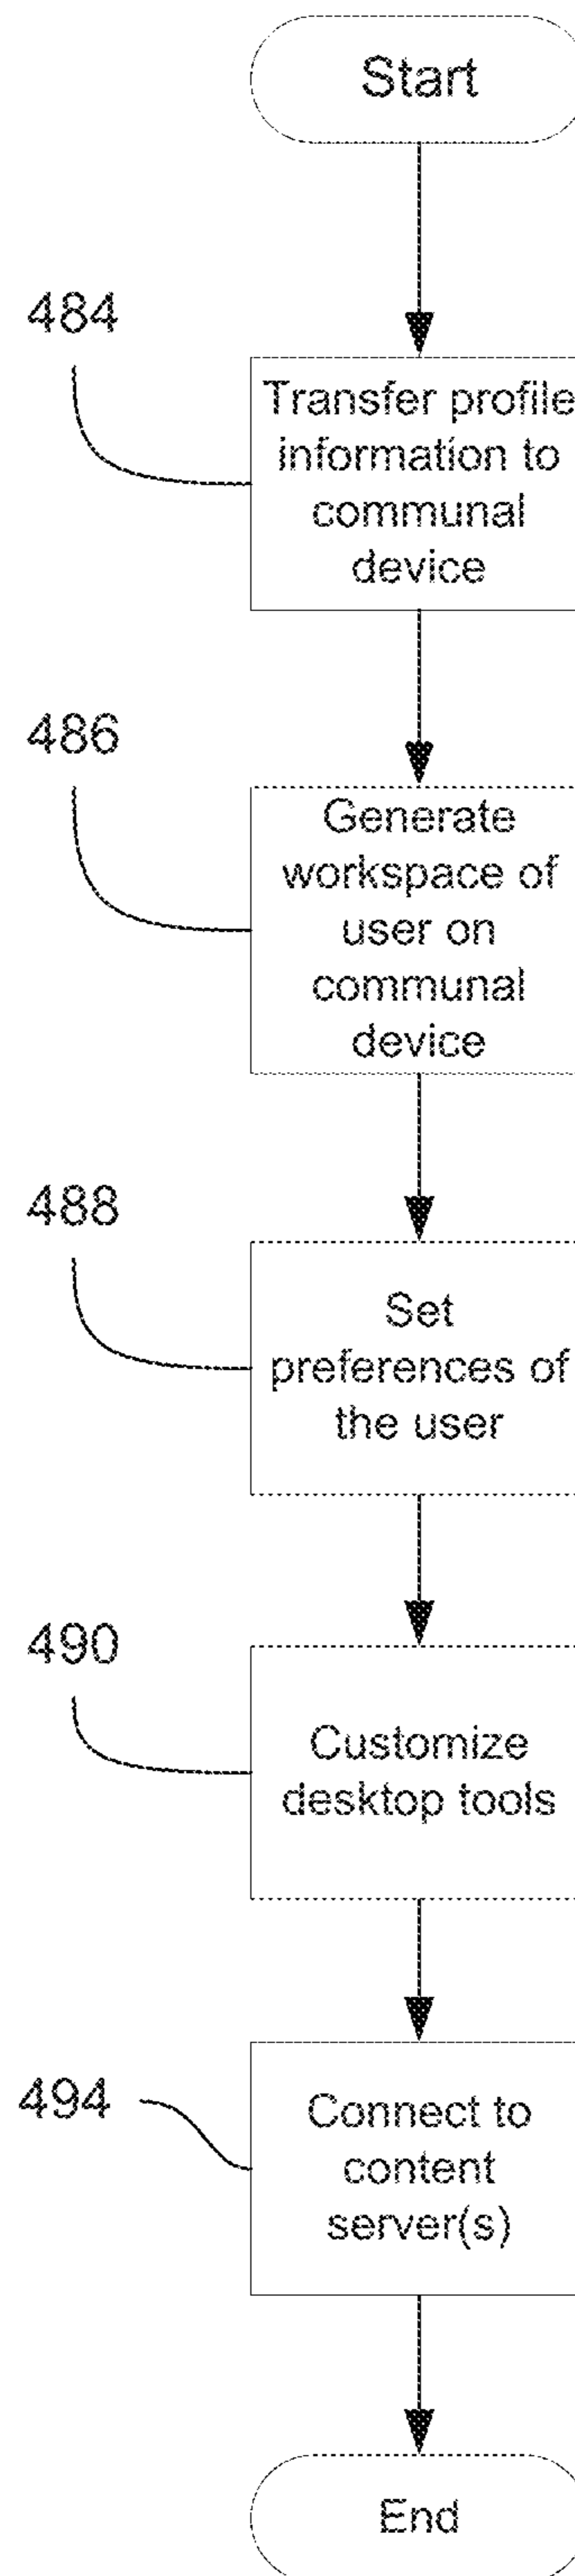 Start
484
Transfer profile
information to
communal
device
486
Generate
workspace of
user on
communal
device
488
Set
preferences of
the user
490
Customize
desktop tools
494
Connect to
content
server(s)
End